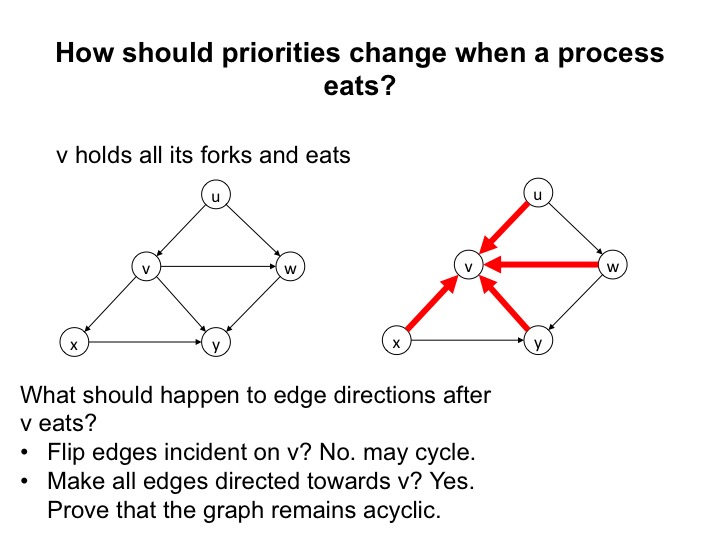 How should priorities change when a process
eats?
v holds all its forks and eats
u
v
w
x
y
u
v
w
x
y
What should happen to edge directions after
v eats?
• Flip edges incident on v? No. may cycle.
• Make all edges directed towards v? Yes.
Prove that the graph remains acyclic.